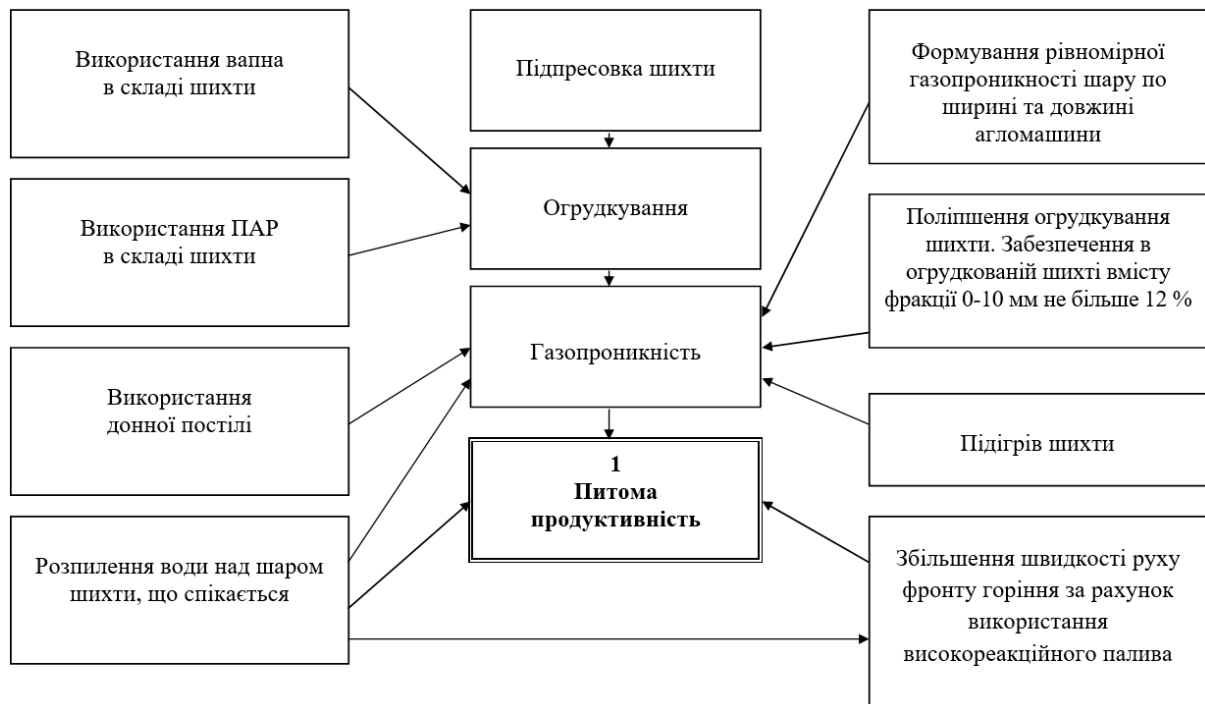 Використання вапна
в складі шихти
Використання ПАР
в складі шихти
Використання
донної постілі
Розпилення води над шаром
шихти, що спікається
Підпресовка шихти
Огрудкування
Газопроникність
1
Питома
продуктивність
Формування рівномірної
газопроникності шару по
ширині та довжині
агломашини
Поліпшення огрудкування
шихти. Забезпечення в
огрудкованій шихті вмісту
фракції 0-10 мм не більше 12 %
Підігрів шихти
Збільшення швидкості руху
фронту горіння за рахунок
використання
високореакційного палива